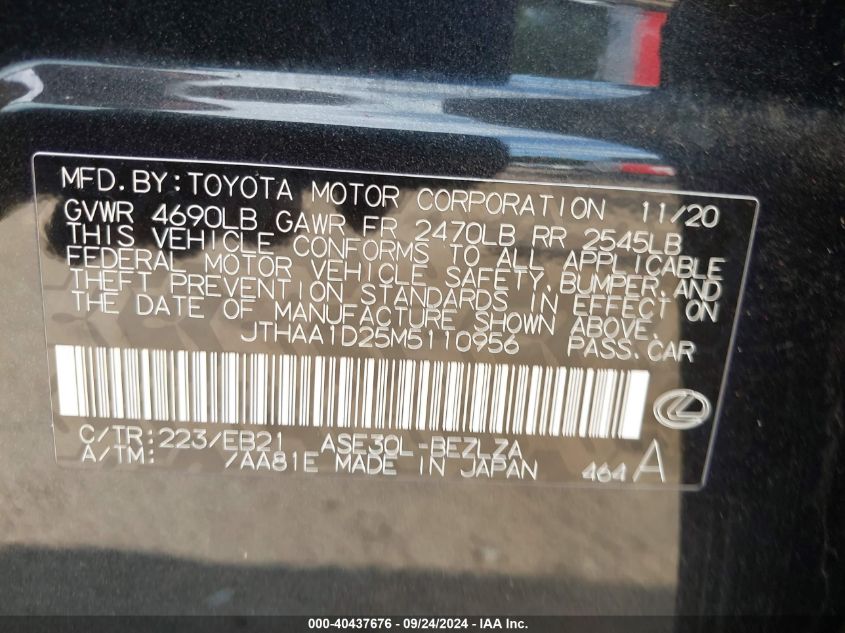 MFD.BY:TOYOTA MOTOR CORPORATION 11/20
GVWR 4690LB GAWR FR 2470LB RR 2545LB
THIS VEHICLE CONFORMS TO ALL APPLICABLE
FEDERAL MOTOR VEHICLE SAFETY,BUMPER,AND
THEFT PREVENTION STANDARDS IN EFFECT ON
THE DATE OF MANUFACTURE SHOWN ABOVE.
JTHAA1D25M5110956 PASS.CAR
C/TR:223/EB21 ASE30L-BEZLZA
A/TM: /AA81E MADE IN JAPAN 464 A
000-40437676 / 09/24/2024 - © IAA Inc.